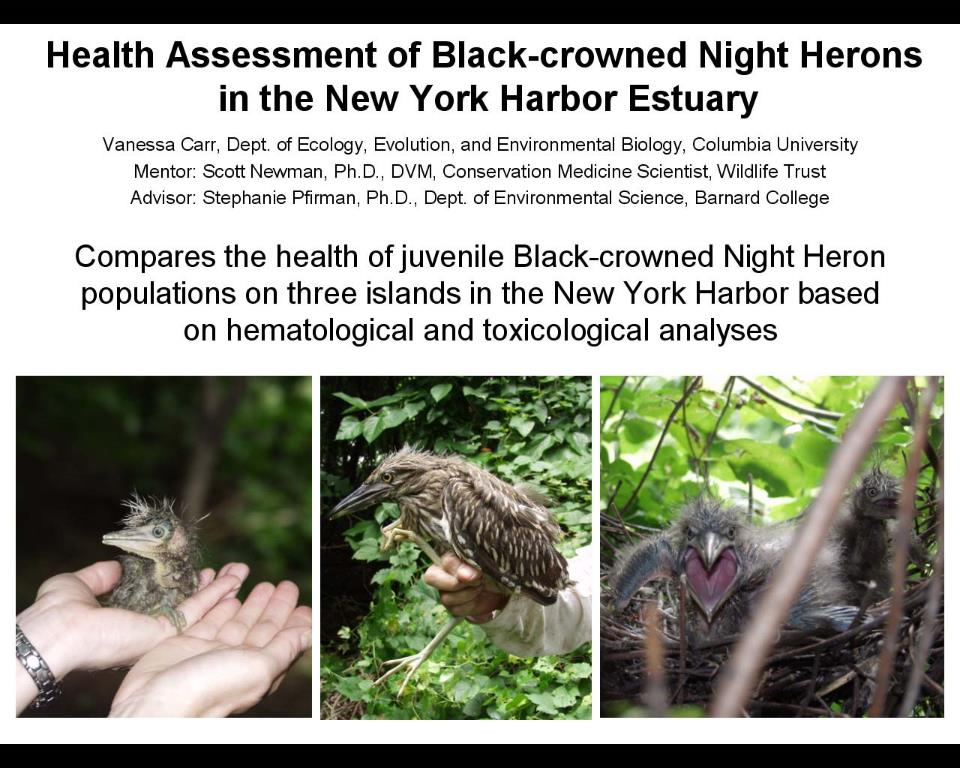 Health Assessment of Black-crowned Night Herons
in the New York Harbor Estuary
Vanessa Carr, Dept. of Ecology, Evolution, and Environmental Biology, Columbia University
Mentor: Scott Newman, Ph.D., DVM, Conservation Medicine Scientist, Wildlife Trust
Advisor: Stephanie Pfirman, Ph.D., Dept. of Environmental Science, Barnard College
Compares the health of juvenile Black-crowned Night Heron
populations on three islands in the New York Harbor based
on hematological and toxicological analyses